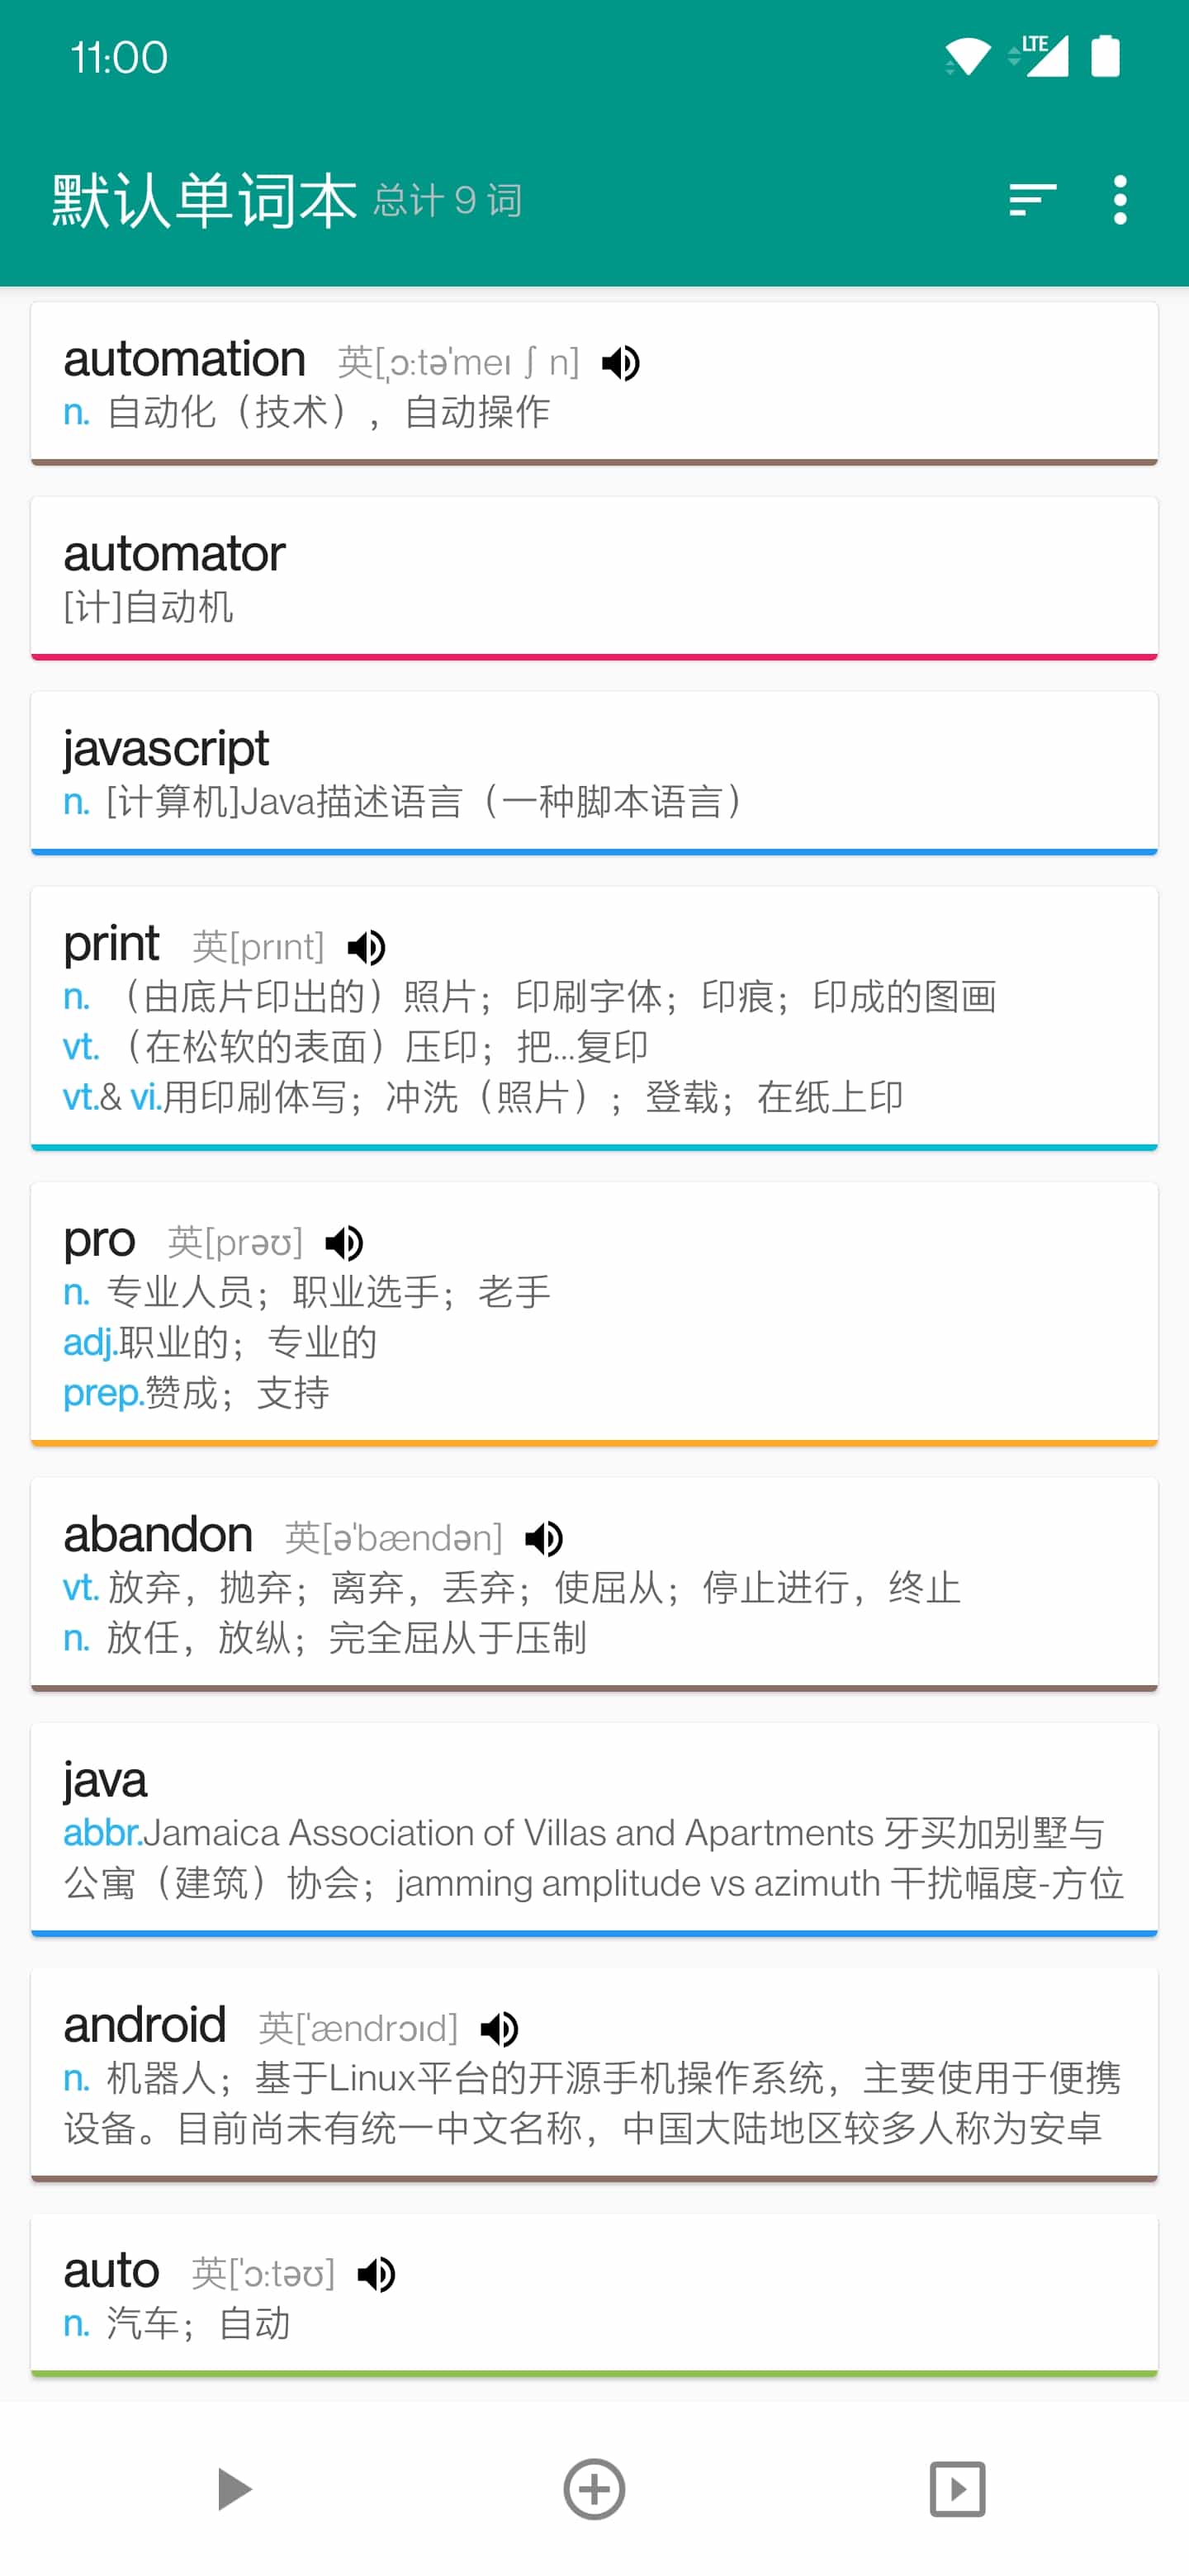 11:00
LTE
默认单词本 总计 9 词
automation 英[ˌɔ:tə'meɪ ʃ n]
n. 自动化（技术），自动操作
automator
[计]自动机
javascript
n. [计算机]Java描述语言（一种脚本语言）
print 英[prɪnt]
n. （由底片印出的）照片；印刷字体；印痕；印成的图画
vt. （在松软的表面）压印；把...复印
vt.& vi.用印刷体写；冲洗（照片）；登载；在纸上印
pro 英[prəʊ]
n. 专业人员；职业选手；老手
adj.职业的；专业的
prep.赞成；支持
abandon 英[ə'bændən]
vt. 放弃，抛弃；离弃，丢弃；使屈从；停止进行，终止
n. 放任，放纵；完全屈从于压制
java
abbr.Jamaica Association of Villas and Apartments 牙买加别墅与
公寓（建筑）协会；jamming amplitude vs azimuth 干扰幅度-方位
android 英['ændrɔɪd]
n. 机器人；基于Linux平台的开源手机操作系统，主要使用于便携
设备。目前尚未有统一中文名称，中国大陆地区较多人称为安卓
auto 英['ɔ:təʊ]
n. 汽车；自动